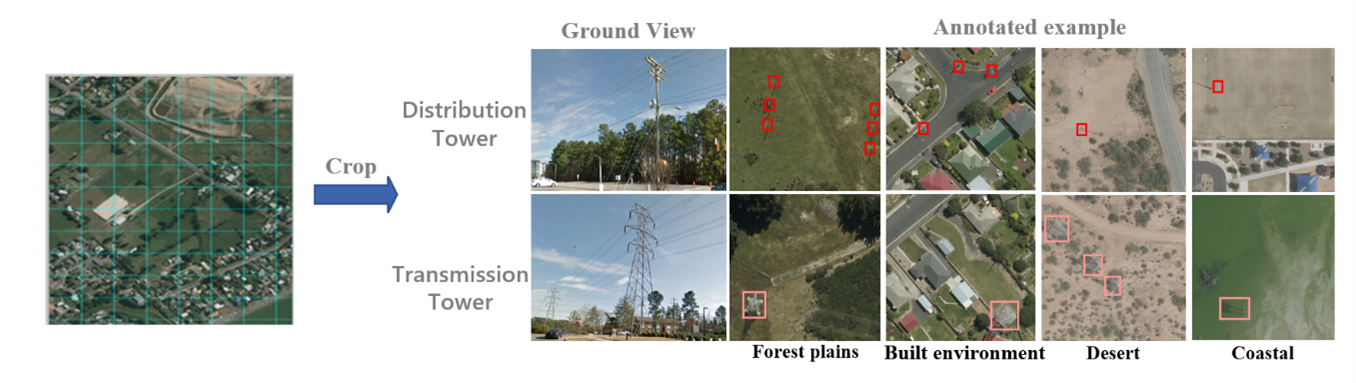 Ground View
Annotated example
Crop
Distribution
Tower
Transmission
Tower
Forest plains
Built environment
Desert
Coastal